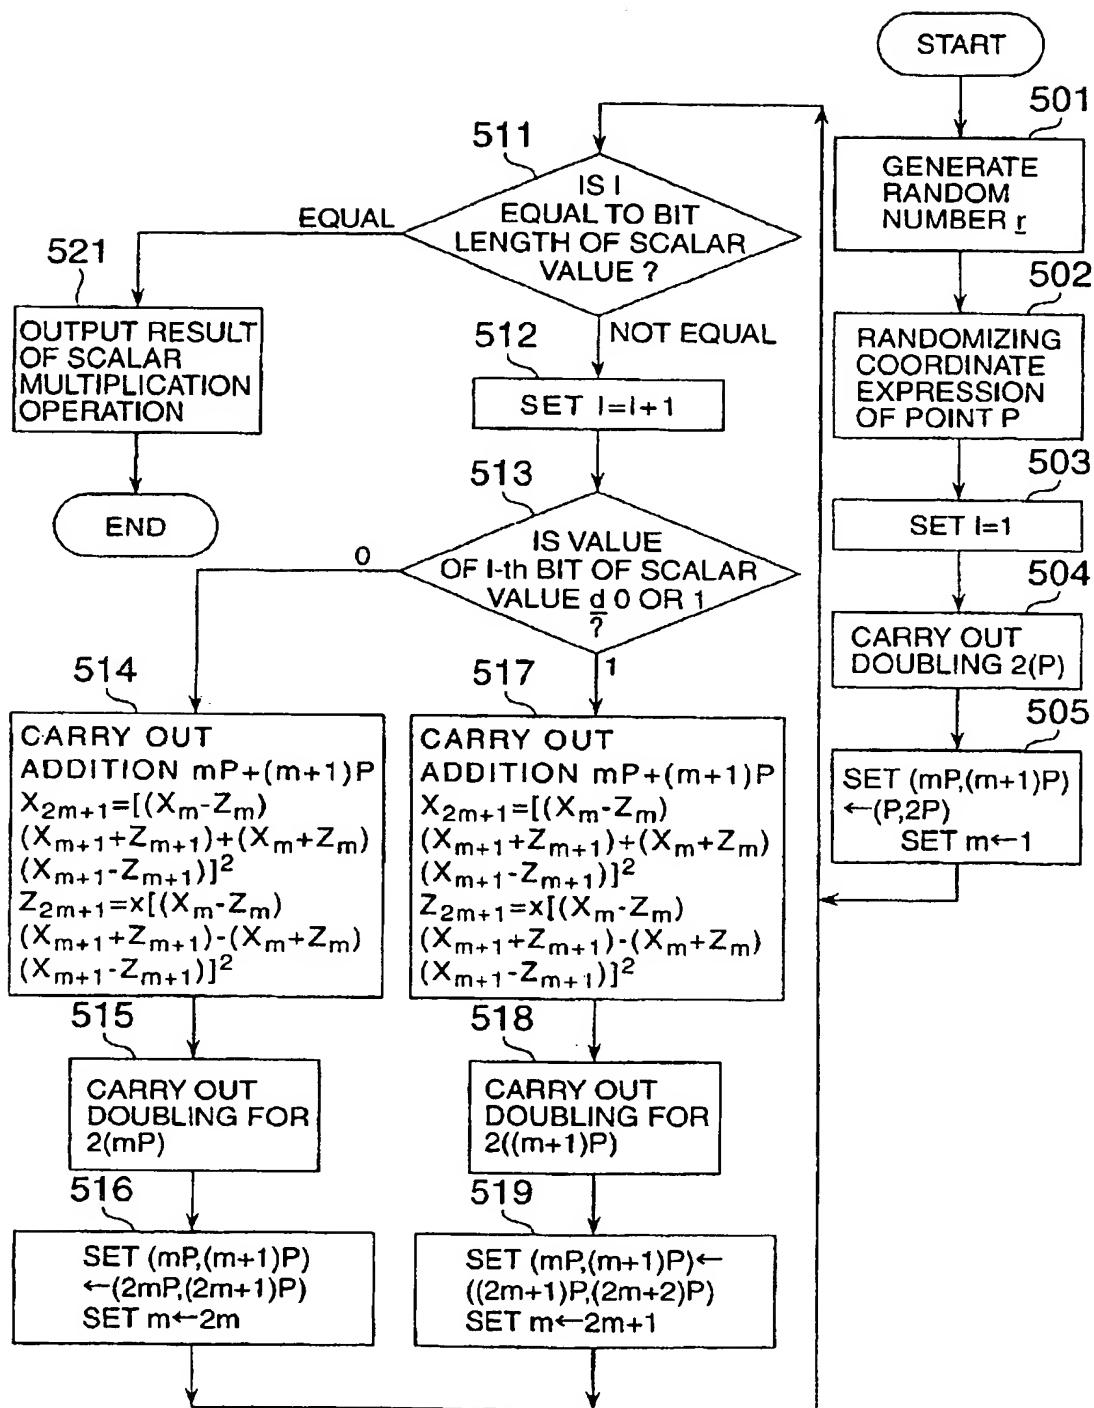 START
501
GENERATE
RANDOM
NUMBER r
502
RANDOMIZING
COORDINATE
EXPRESSION
OF POINT P
503
SET I=1
504
CARRY OUT
DOUBLING 2(P)
505
SET (mP,(m+1)P)
←(P,2P)
SET m←1
511
IS I
EQUAL TO BIT
LENGTH OF SCALAR
VALUE ?
EQUAL
NOT EQUAL
521
OUTPUT RESULT
OF SCALAR
MULTIPLICATION
OPERATION
END
512
SET I=I+1
513
IS VALUE
OF I-th BIT OF SCALAR
VALUE d 0 OR 1
?
0
1
514
CARRY OUT
ADDITION mP+(m+1)P
X2m+1=[(Xm-Zm)
(Xm+1+Zm+1)+(Xm+Zm)
(Xm+1-Zm+1)]²
Z2m+1=x[(Xm-Zm)
(Xm+1+Zm+1)-(Xm+Zm)
(Xm+1-Zm+1)]²
515
CARRY OUT
DOUBLING FOR
2(mP)
516
SET (mP,(m+1)P)
←(2mP,(2m+1)P)
SET m←2m
517
CARRY OUT
ADDITION mP+(m+1)P
X2m+1=[(Xm-Zm)
(Xm+1+Zm+1)+(Xm+Zm)
(Xm+1-Zm+1)]²
Z2m+1=x[(Xm-Zm)
(Xm+1+Zm+1)-(Xm+Zm)
(Xm+1-Zm+1)]²
518
CARRY OUT
DOUBLING FOR
2((m+1)P)
519
SET (mP,(m+1)P)←
((2m+1)P,(2m+2)P)
SET m←2m+1